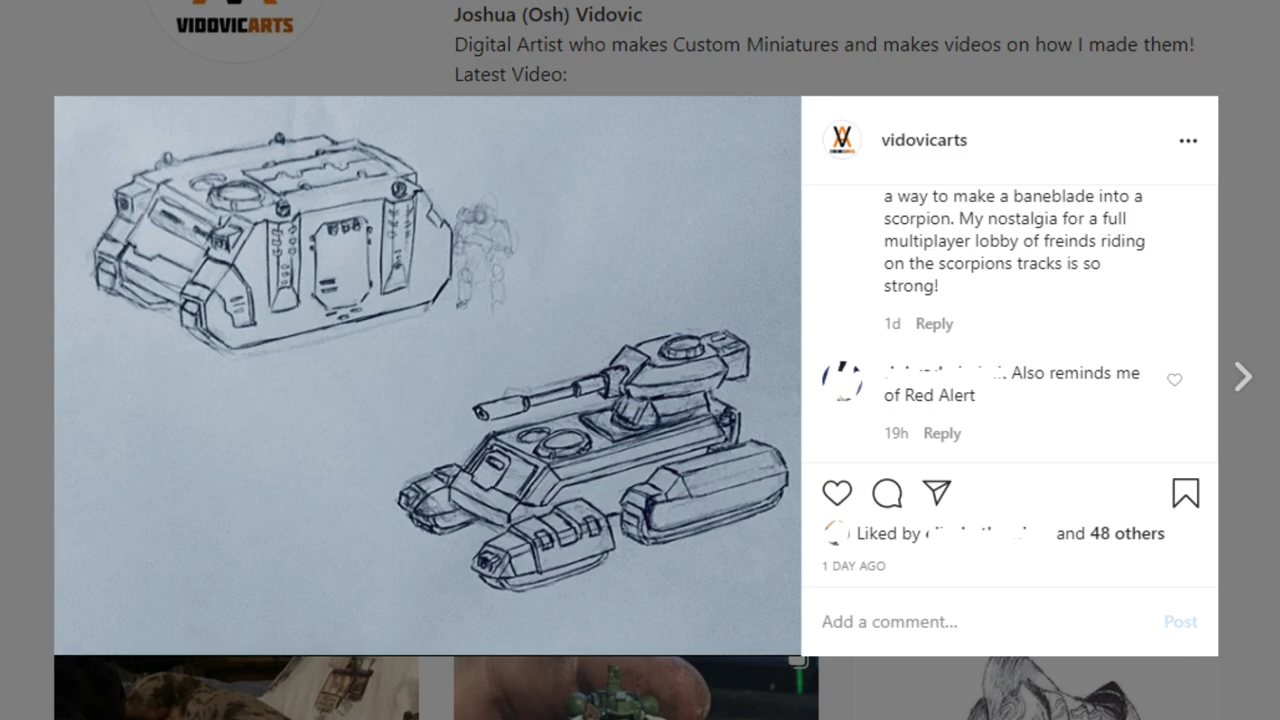 VIDOVICARTS
Joshua (Osh) Vidovic
Digital Artist who makes Custom Miniatures and makes videos on how I made them!
Latest Video:
vidovicarts
a way to make a baneblade into a
scorpion. My nostalgia for a full
multiplayer lobby of freinds riding
on the scorpions tracks is so
strong!
1d Reply
Also reminds me
of Red Alert
19h Reply
Liked by and 48 others
1 DAY AGO
Add a comment... Post